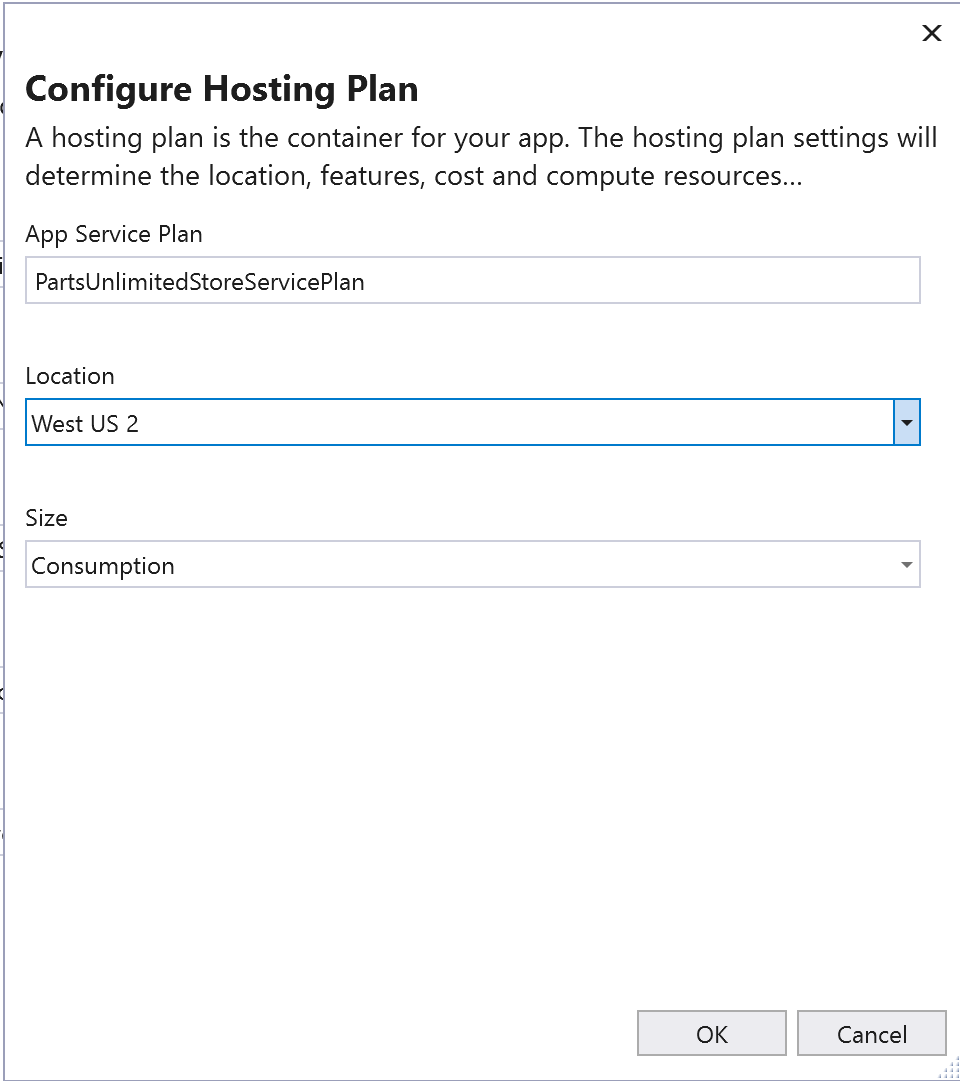 Configure Hosting Plan
A hosting plan is the container for your app. The hosting plan settings will
determine the location, features, cost and compute resources...
App Service Plan
PartsUnlimitedStoreServicePlan
Location
West US 2
Size
Consumption
OK Cancel